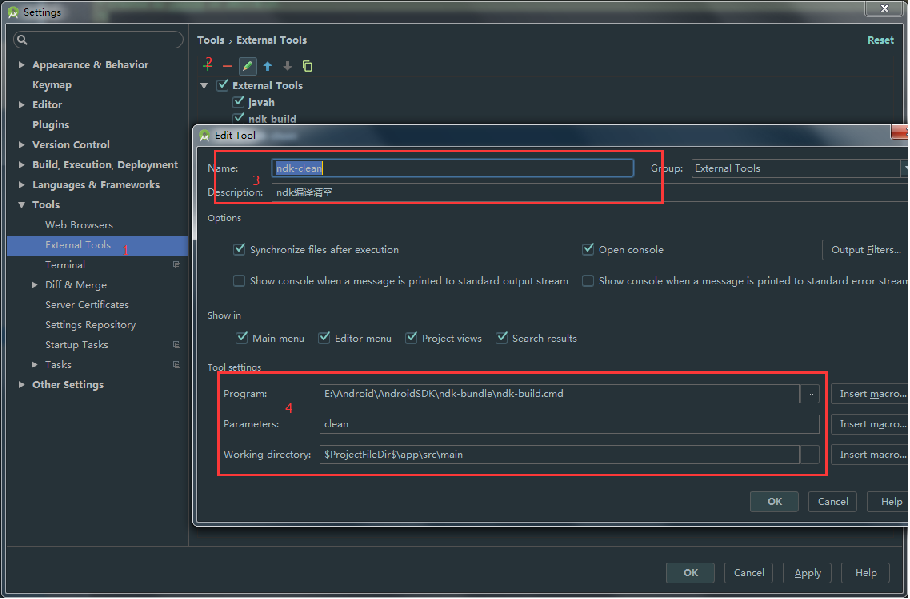 Settings
Tools › External Tools
Reset
2
Appearance & Behavior
Keymap
Editor
Plugins
Version Control
Build, Execution, Deployment
Languages & Frameworks
Tools
Web Browsers
External Tools
1
Terminal
Diff & Merge
Server Certificates
Settings Repository
Startup Tasks
Tasks
Other Settings
External Tools
javah
ndk build
Edit Tool
Name: ndk-clean
Group: External Tools
3
Description: ndk编译清空
Options
Synchronize files after execution
Open console
Output Filters...
Show console when a message is printed to standard output stream
Show console when a message is printed to standard error stream
Show in
Main menu
Editor menu
Project views
Search results
Tool settings
Program: E:\Android\AndroidSDK\ndk-bundle\ndk-build.cmd
... Insert macro...
4
Parameters: clean
Insert macro...
Working directory: $ProjectFileDir$\app\src\main
Insert macro...
OK Cancel Help
OK Cancel Apply Help